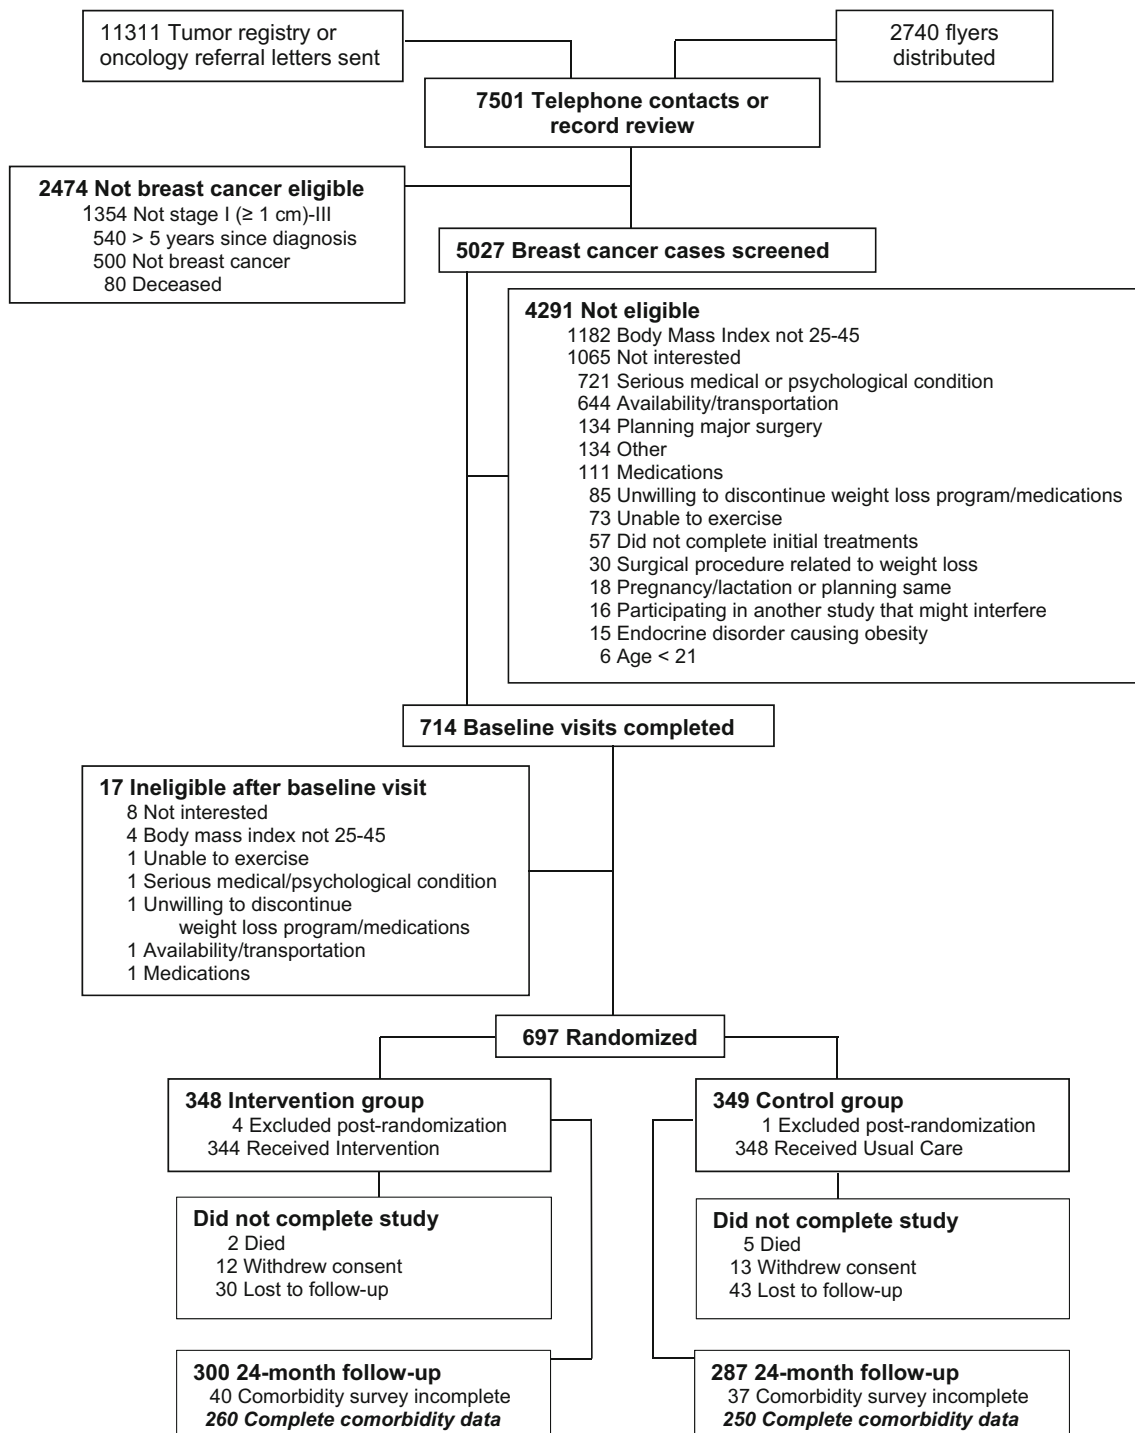 11311 Tumor registry or
oncology referral letters sent
2740 flyers
distributed
7501 Telephone contacts or
record review
2474 Not breast cancer eligible
1354 Not stage I (≥ 1 cm)-III
540 > 5 years since diagnosis
500 Not breast cancer
80 Deceased
5027 Breast cancer cases screened
4291 Not eligible
1182 Body Mass Index not 25-45
1065 Not interested
721 Serious medical or psychological condition
644 Availability/transportation
134 Planning major surgery
134 Other
111 Medications
85 Unwilling to discontinue weight loss program/medications
73 Unable to exercise
57 Did not complete initial treatments
30 Surgical procedure related to weight loss
18 Pregnancy/lactation or planning same
16 Participating in another study that might interfere
15 Endocrine disorder causing obesity
6 Age < 21
714 Baseline visits completed
17 Ineligible after baseline visit
8 Not interested
4 Body mass index not 25-45
1 Unable to exercise
1 Serious medical/psychological condition
1 Unwilling to discontinue
weight loss program/medications
1 Availability/transportation
1 Medications
697 Randomized
348 Intervention group
4 Excluded post-randomization
344 Received Intervention
349 Control group
1 Excluded post-randomization
348 Received Usual Care
Did not complete study
2 Died
12 Withdrew consent
30 Lost to follow-up
Did not complete study
5 Died
13 Withdrew consent
43 Lost to follow-up
300 24-month follow-up
40 Comorbidity survey incomplete
260 Complete comorbidity data
287 24-month follow-up
37 Comorbidity survey incomplete
250 Complete comorbidity data